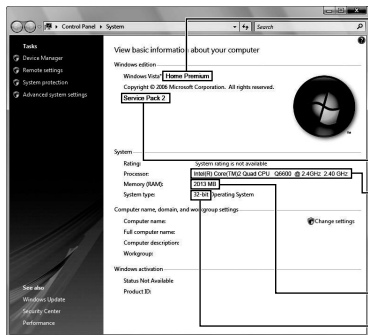 Control Panel ▸ System
Search
Tasks
Device Manager
Remote settings
System protection
Advanced system settings
See also
Windows Update
Security Center
Performance
View basic information about your computer
Windows edition
Windows Vista™ Home Premium
Copyright © 2006 Microsoft Corporation. All rights reserved.
Service Pack 2
System
Rating: System rating is not available
Processor: Intel(R) Core(TM)2 Quad CPU Q6600 @ 2.4GHz 2.40 GHz
Memory (RAM): 2013 MB
System type: 32-bit Operating System
Computer name, domain, and workgroup settings
Computer name: Change settings
Full computer name:
Computer description:
Workgroup:
Windows activation
Status Not Available
Product ID: